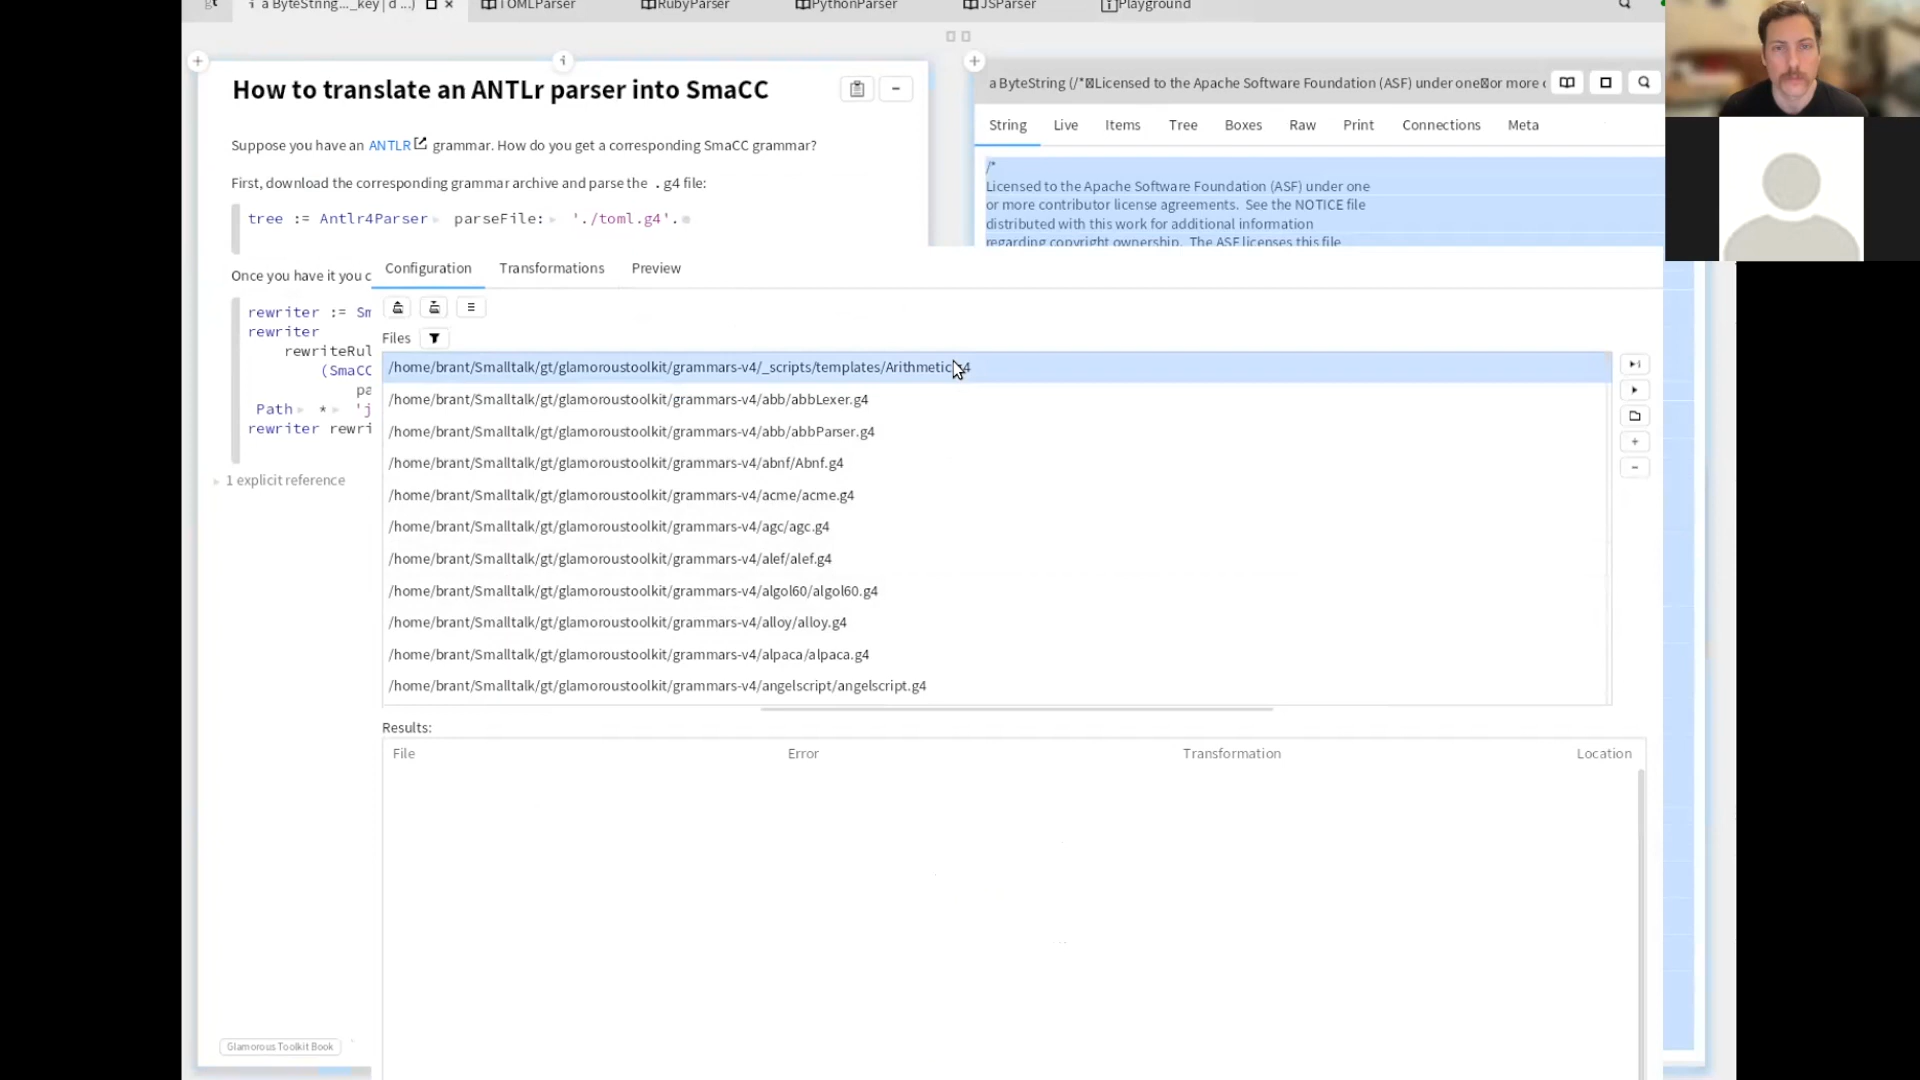 gt
a ByteString..._key | d ...)
TOMLParser
RubyParser
PythonParser
JSParser
Playground
How to translate an ANTLr parser into SmaCC
Suppose you have an ANTLR grammar. How do you get a corresponding SmaCC grammar?
First, download the corresponding grammar archive and parse the .g4 file:
tree := Antlr4Parser parseFile: './toml.g4'.
Once you have it you c
rewriter := Sm
rewriter
rewriteRul
(SmaCC
pa
Path * 'j
rewriter rewri
1 explicit reference
Glamorous Toolkit Book
a ByteString (/*Licensed to the Apache Software Foundation (ASF) under oneor more c
String Live Items Tree Boxes Raw Print Connections Meta
/*
Licensed to the Apache Software Foundation (ASF) under one
or more contributor license agreements. See the NOTICE file
distributed with this work for additional information
regarding copyright ownership. The ASF licenses this file
Configuration Transformations Preview
Files
/home/brant/Smalltalk/gt/glamoroustoolkit/grammars-v4/_scripts/templates/Arithmetic.g4
/home/brant/Smalltalk/gt/glamoroustoolkit/grammars-v4/abb/abbLexer.g4
/home/brant/Smalltalk/gt/glamoroustoolkit/grammars-v4/abb/abbParser.g4
/home/brant/Smalltalk/gt/glamoroustoolkit/grammars-v4/abnf/Abnf.g4
/home/brant/Smalltalk/gt/glamoroustoolkit/grammars-v4/acme/acme.g4
/home/brant/Smalltalk/gt/glamoroustoolkit/grammars-v4/agc/agc.g4
/home/brant/Smalltalk/gt/glamoroustoolkit/grammars-v4/alef/alef.g4
/home/brant/Smalltalk/gt/glamoroustoolkit/grammars-v4/algol60/algol60.g4
/home/brant/Smalltalk/gt/glamoroustoolkit/grammars-v4/alloy/alloy.g4
/home/brant/Smalltalk/gt/glamoroustoolkit/grammars-v4/alpaca/alpaca.g4
/home/brant/Smalltalk/gt/glamoroustoolkit/grammars-v4/angelscript/angelscript.g4
Results:
File Error Transformation Location